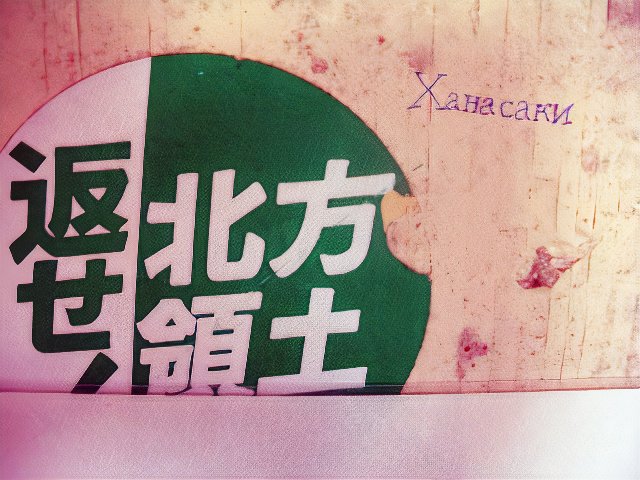 返せ!
北方
領土
Ханасаки